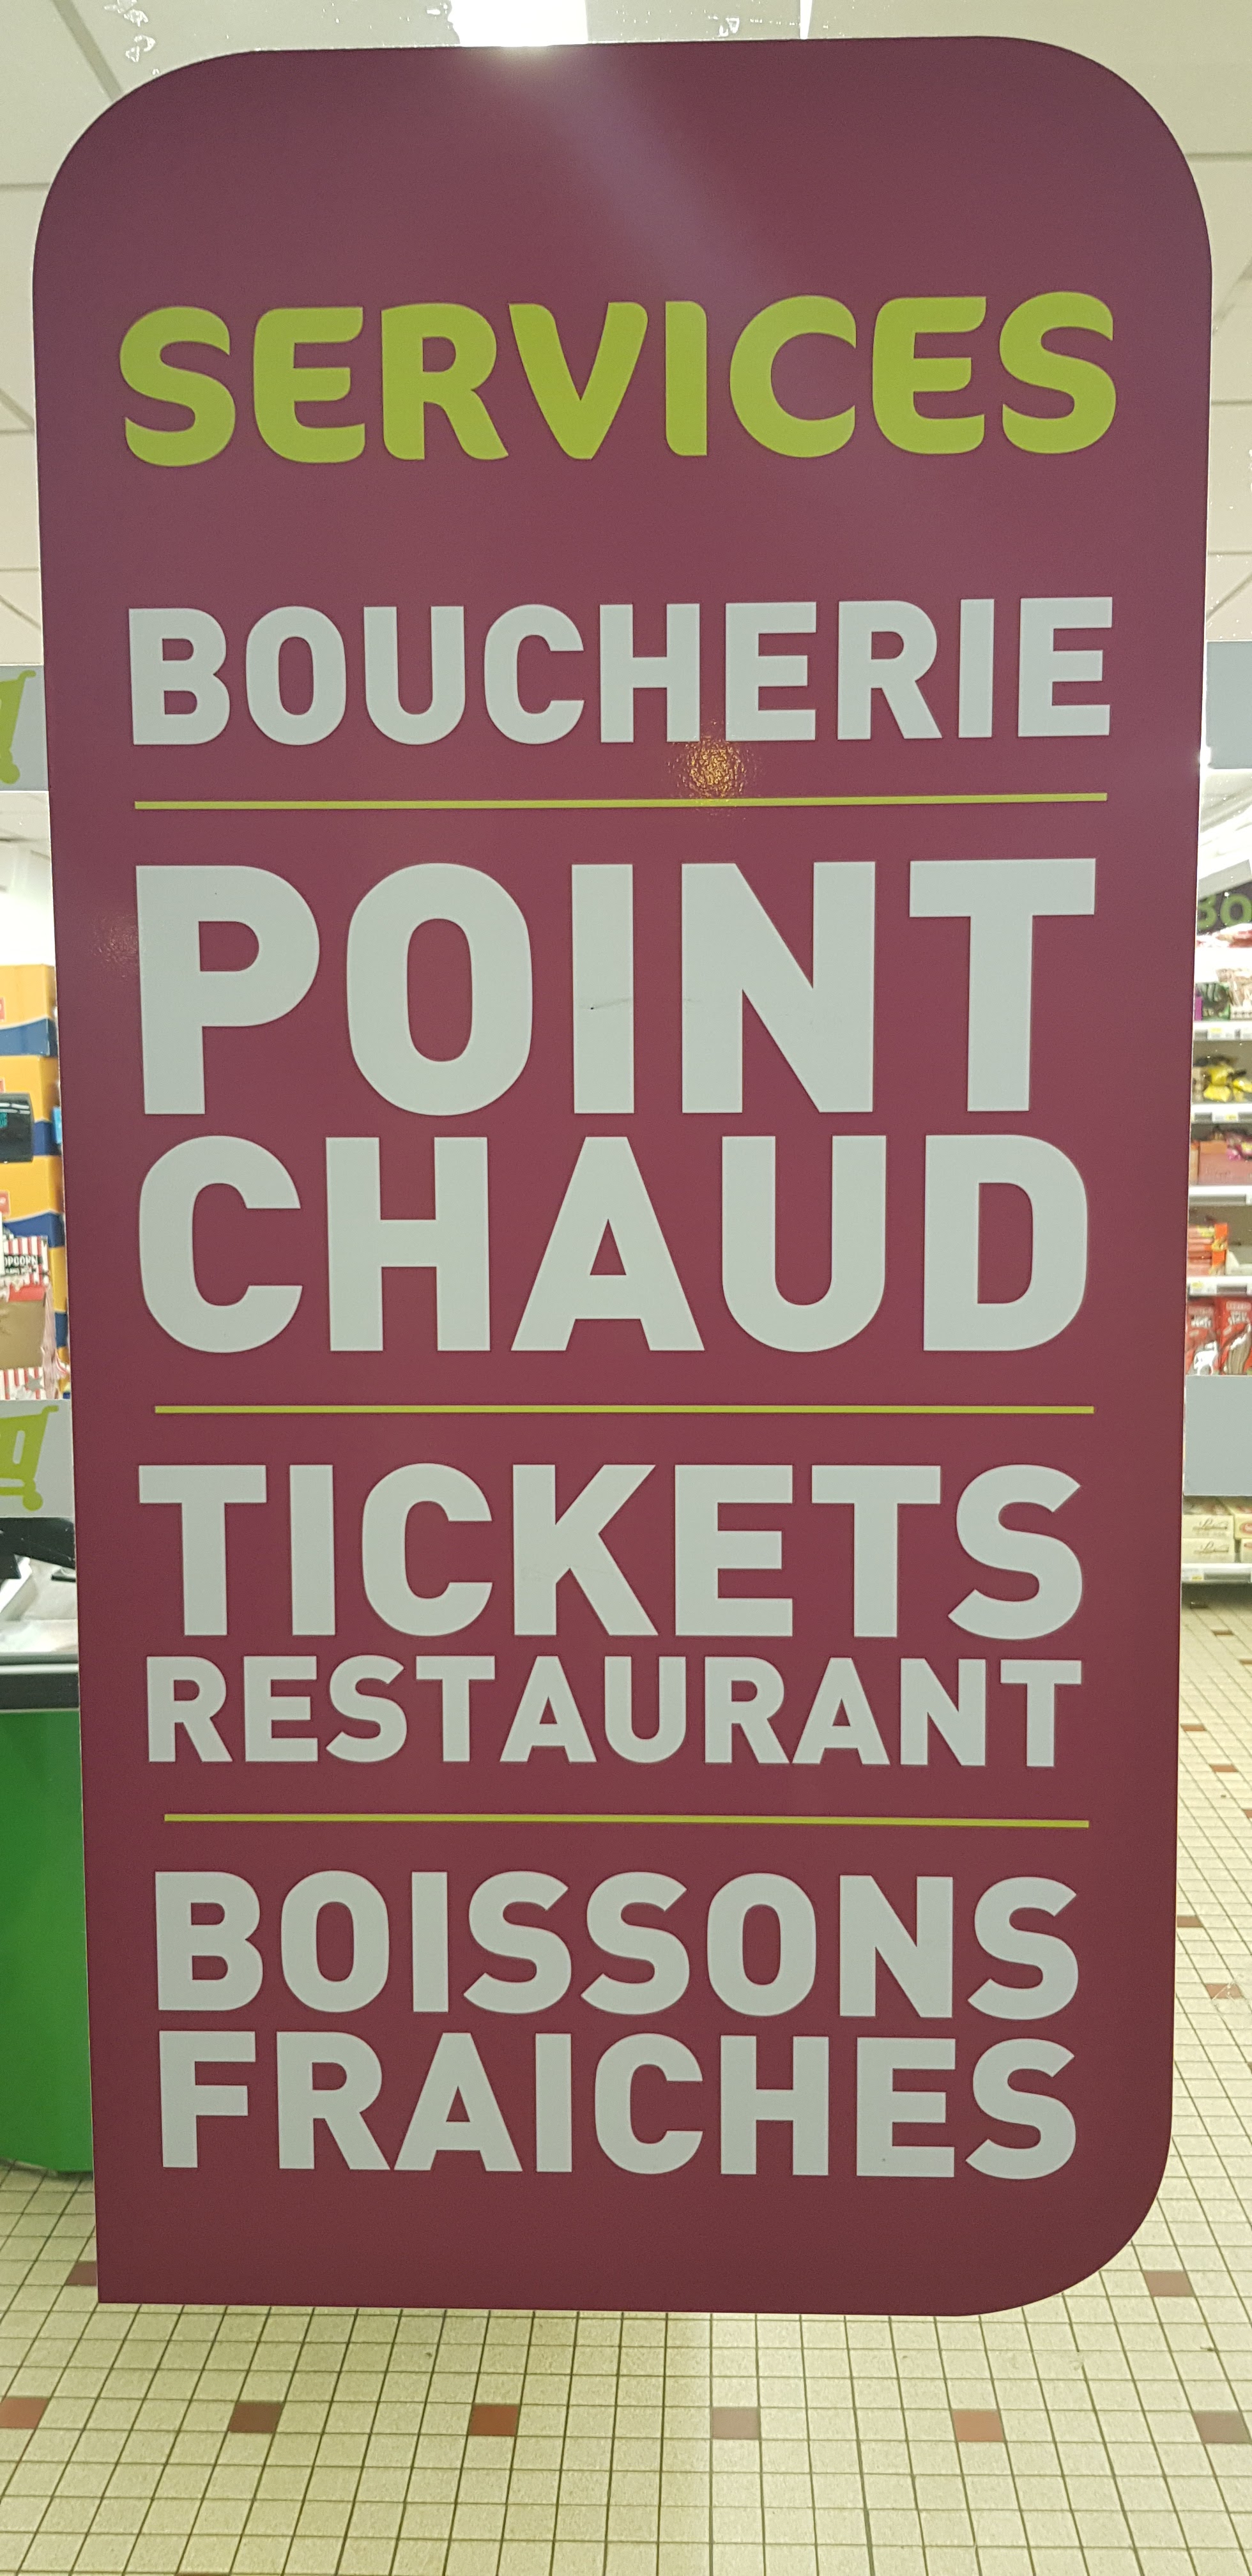 SERVICES
BOUCHERIE
POINT
CHAUD
TICKETS
RESTAURANT
BOISSONS
FRAICHES